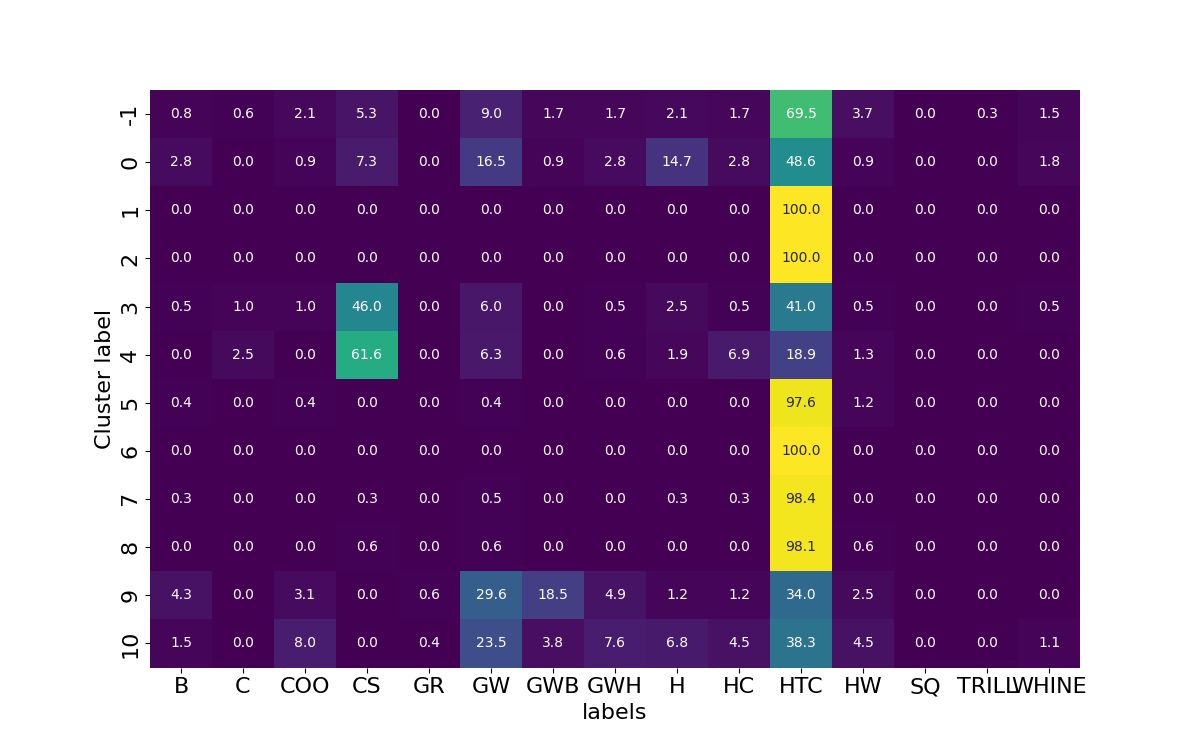 -1 0.8 0.6 2.1 5.3 0.0 9.0 1.7 1.7 2.1 1.7 69.5 3.7 0.0 0.3 1.5
0 2.8 0.0 0.9 7.3 0.0 16.5 0.9 2.8 14.7 2.8 48.6 0.9 0.0 0.0 1.8
1 0.0 0.0 0.0 0.0 0.0 0.0 0.0 0.0 0.0 0.0 100.0 0.0 0.0 0.0 0.0
2 0.0 0.0 0.0 0.0 0.0 0.0 0.0 0.0 0.0 0.0 100.0 0.0 0.0 0.0 0.0
3 0.5 1.0 1.0 46.0 0.0 6.0 0.0 0.5 2.5 0.5 41.0 0.5 0.0 0.0 0.5
4 0.0 2.5 0.0 61.6 0.0 6.3 0.0 0.6 1.9 6.9 18.9 1.3 0.0 0.0 0.0
Cluster label
5 0.4 0.0 0.4 0.0 0.0 0.4 0.0 0.0 0.0 0.0 97.6 1.2 0.0 0.0 0.0
6 0.0 0.0 0.0 0.0 0.0 0.0 0.0 0.0 0.0 0.0 100.0 0.0 0.0 0.0 0.0
7 0.3 0.0 0.0 0.3 0.0 0.5 0.0 0.0 0.3 0.3 98.4 0.0 0.0 0.0 0.0
8 0.0 0.0 0.0 0.6 0.0 0.6 0.0 0.0 0.0 0.0 98.1 0.6 0.0 0.0 0.0
9 4.3 0.0 3.1 0.0 0.6 29.6 18.5 4.9 1.2 1.2 34.0 2.5 0.0 0.0 0.0
10 1.5 0.0 8.0 0.0 0.4 23.5 3.8 7.6 6.8 4.5 38.3 4.5 0.0 0.0 1.1
B C COO CS GR GW GWB GWH H HC HTC HW SQ TRILL WHINE
labels